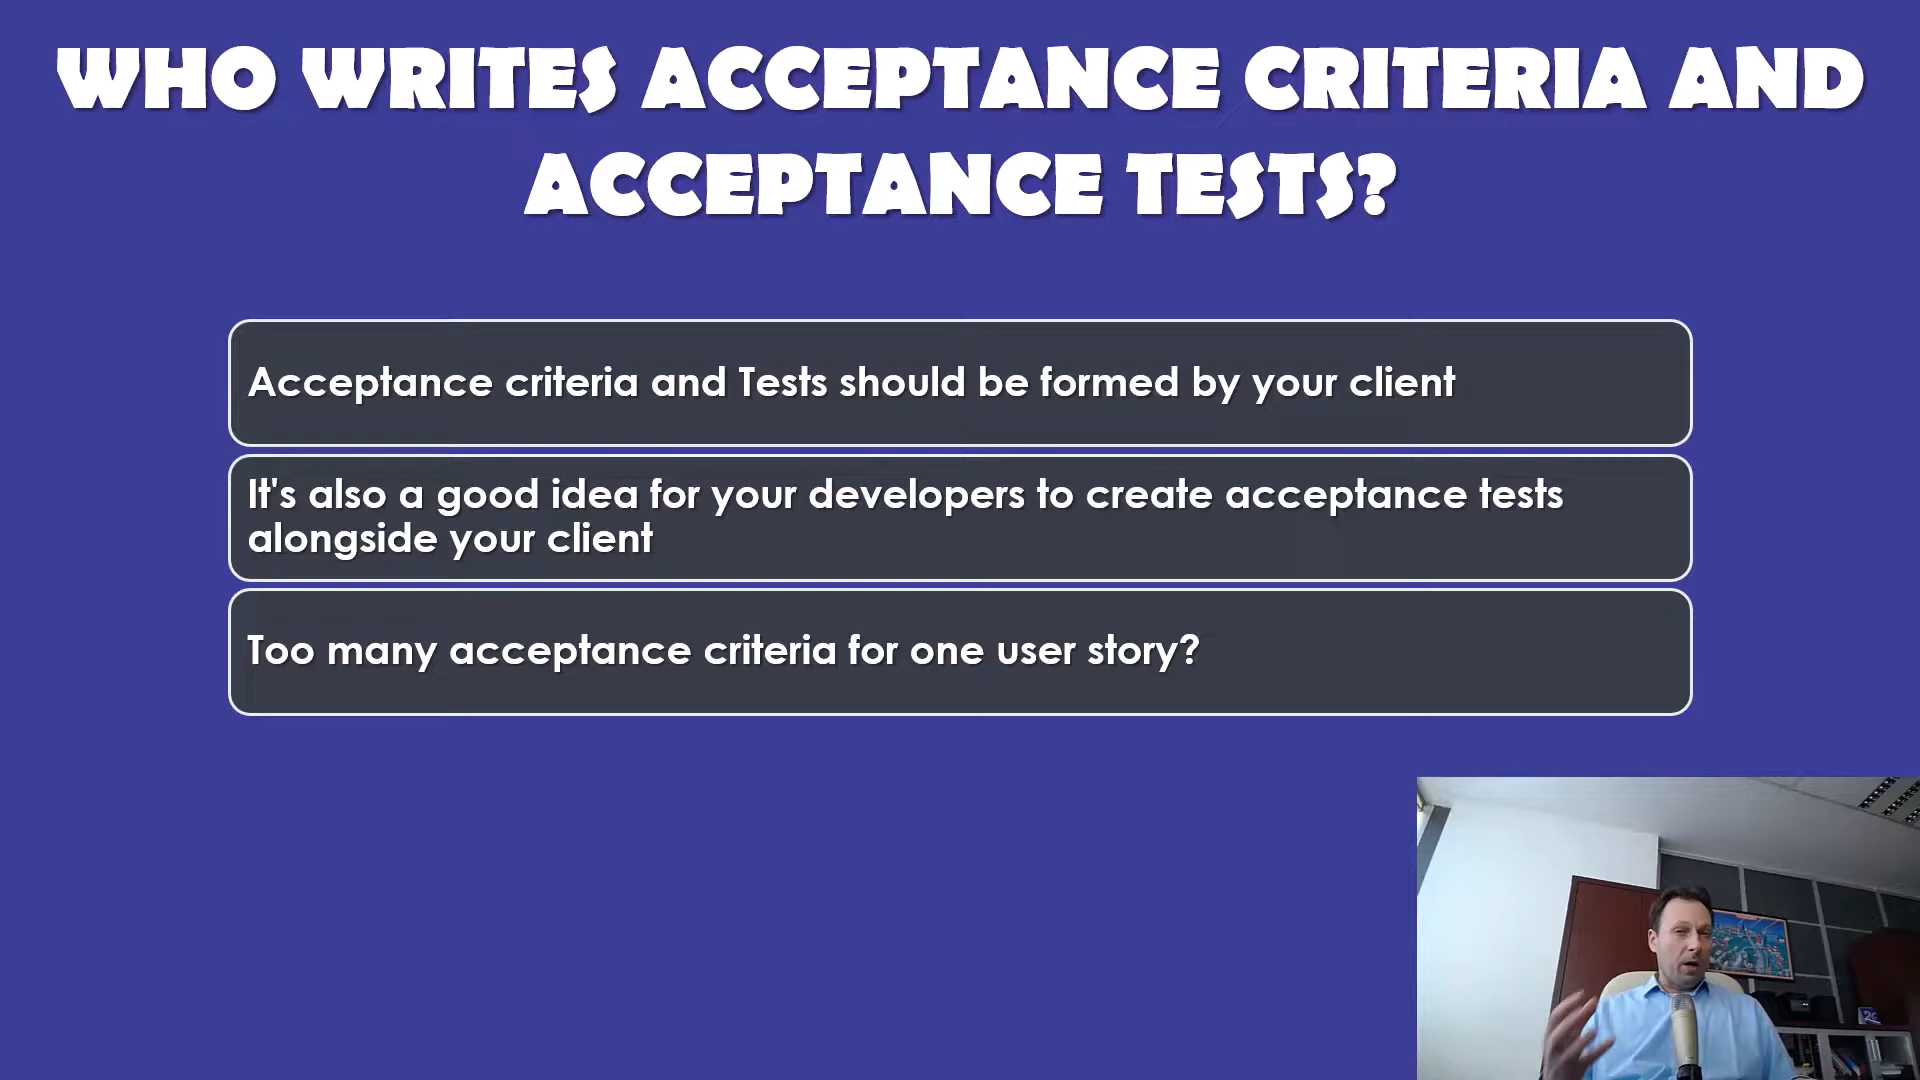 WHO WRITES ACCEPTANCE CRITERIA AND
ACCEPTANCE TESTS?
Acceptance criteria and Tests should be formed by your client
It's also a good idea for your developers to create acceptance tests
alongside your client
Too many acceptance criteria for one user story?